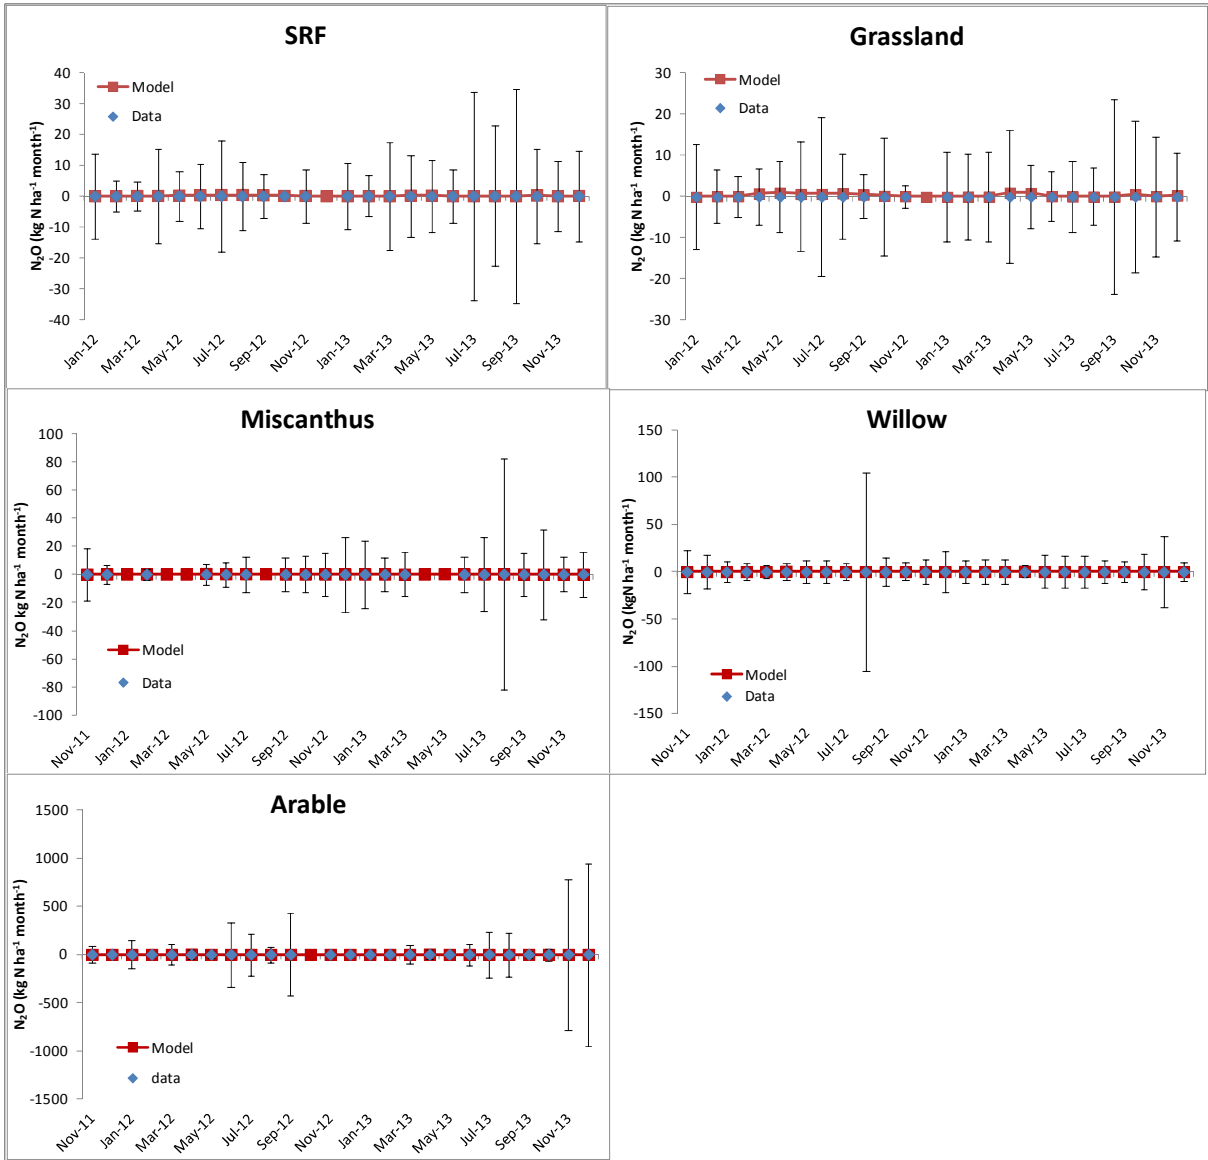 SRF
N₂O (kg N ha⁻¹ month⁻¹)
40
30
20
10
0
-10
-20
-30
-40
Model
Data
Jan-12
Mar-12
May-12
Jul-12
Sep-12
Nov-12
Jan-13
Mar-13
May-13
Jul-13
Sep-13
Nov-13
Grassland
N₂O (kg N ha⁻¹ month⁻¹)
30
20
10
0
-10
-20
-30
Model
Data
Jan-12
Mar-12
May-12
Jul-12
Sep-12
Nov-12
Jan-13
Mar-13
May-13
Jul-13
Sep-13
Nov-13
Miscanthus
N₂O kg N ha⁻¹ month⁻¹)
100
80
60
40
20
0
-20
-40
-60
-80
-100
Model
Data
Nov-11
Jan-12
Mar-12
May-12
Jul-12
Sep-12
Nov-12
Jan-13
Mar-13
May-13
Jul-13
Sep-13
Nov-13
Willow
N₂O (kgN ha⁻¹ month⁻¹)
150
100
50
0
-50
-100
-150
Model
Data
Nov-11
Jan-12
Mar-12
May-12
Jul-12
Sep-12
Nov-12
Jan-13
Mar-13
May-13
Jul-13
Sep-13
Nov-13
Arable
N₂O (kg N ha⁻¹ month⁻¹)
1500
1000
500
0
-500
-1000
-1500
Model
data
Nov-11
Jan-12
Mar-12
May-12
Jul-12
Sep-12
Nov-12
Jan-13
Mar-13
May-13
Jul-13
Sep-13
Nov-13